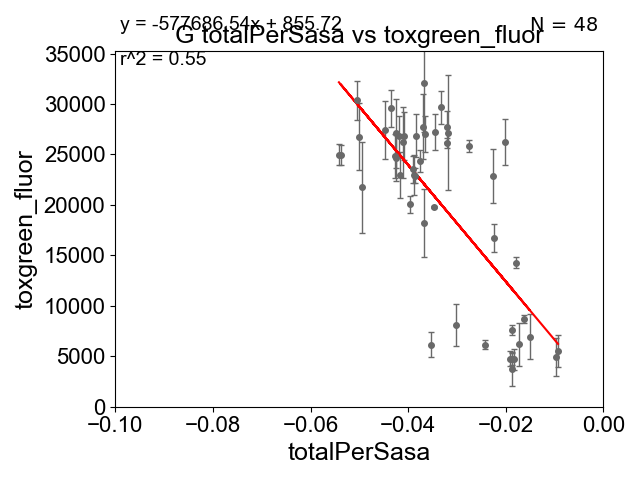 y = -577686.54x + 855.72
N = 48
G totalPerSasa vs toxgreen_fluor
r^2 = 0.55
35000
30000
25000
20000
15000
10000
5000
0
toxgreen_fluor
−0.10 −0.08 −0.06 −0.04 −0.02 0.00
totalPerSasa